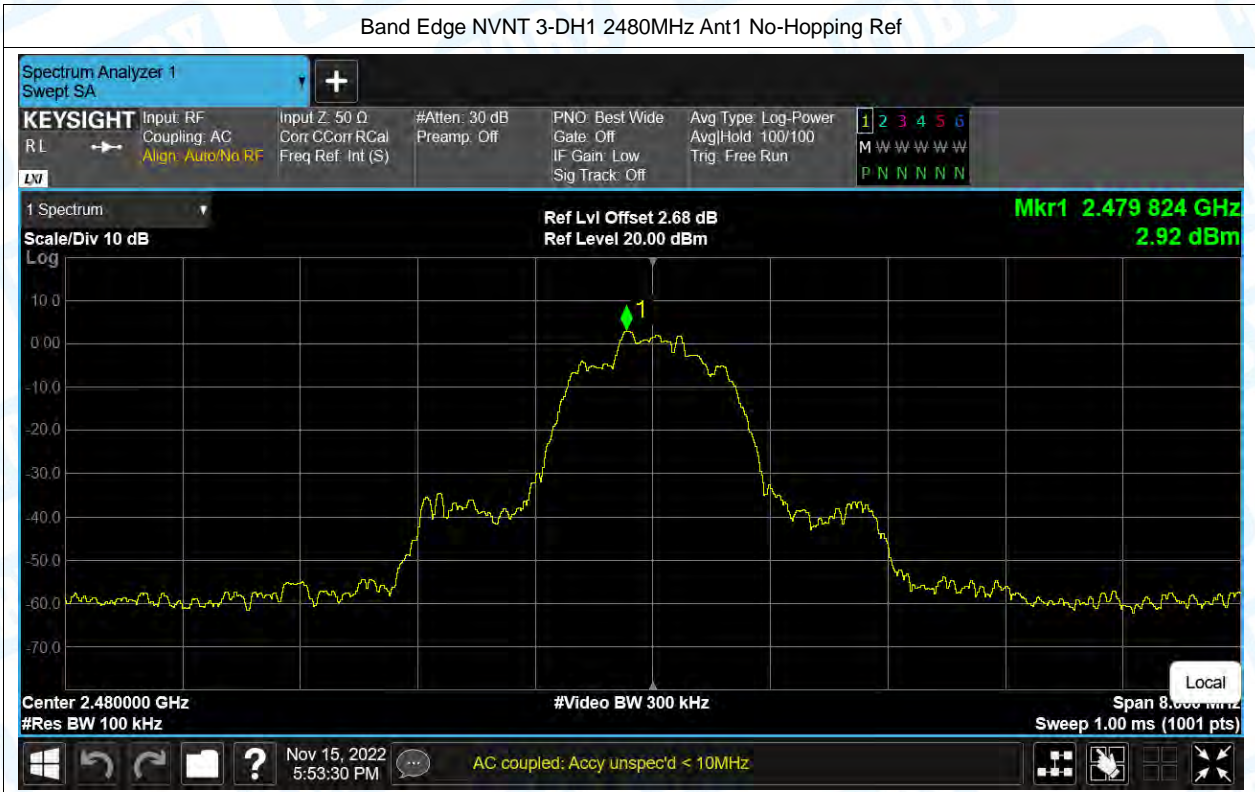 Band Edge NVNT 3-DH1 2480MHz Ant1 No-Hopping Ref
Spectrum Analyzer 1
Swept SA
+
KEYSIGHT
RL
LXI
Input: RF
Coupling: AC
Align: Auto/No RF
Input Z: 50 Ω
Corr CCorr RCal
Freq Ref: Int (S)
#Atten: 30 dB
Preamp: Off
PNO: Best Wide
Gate: Off
IF Gain: Low
Sig Track: Off
Avg Type: Log-Power
Avg|Hold: 100/100
Trig: Free Run
1 2 3 4 5 6
M W W W W W
P N N N N N
1 Spectrum
Scale/Div 10 dB
Ref Lvl Offset 2.68 dB
Ref Level 20.00 dBm
Mkr1 2.479 824 GHz
2.92 dBm
Log
10.0
0.00
-10.0
-20.0
-30.0
-40.0
-50.0
-60.0
-70.0
1
Center 2.480000 GHz
#Res BW 100 kHz
#Video BW 300 kHz
Local
Span 8.000 MHz
Sweep 1.00 ms (1001 pts)
?
Nov 15, 2022
5:53:30 PM
AC coupled: Accy unspec'd < 10MHz